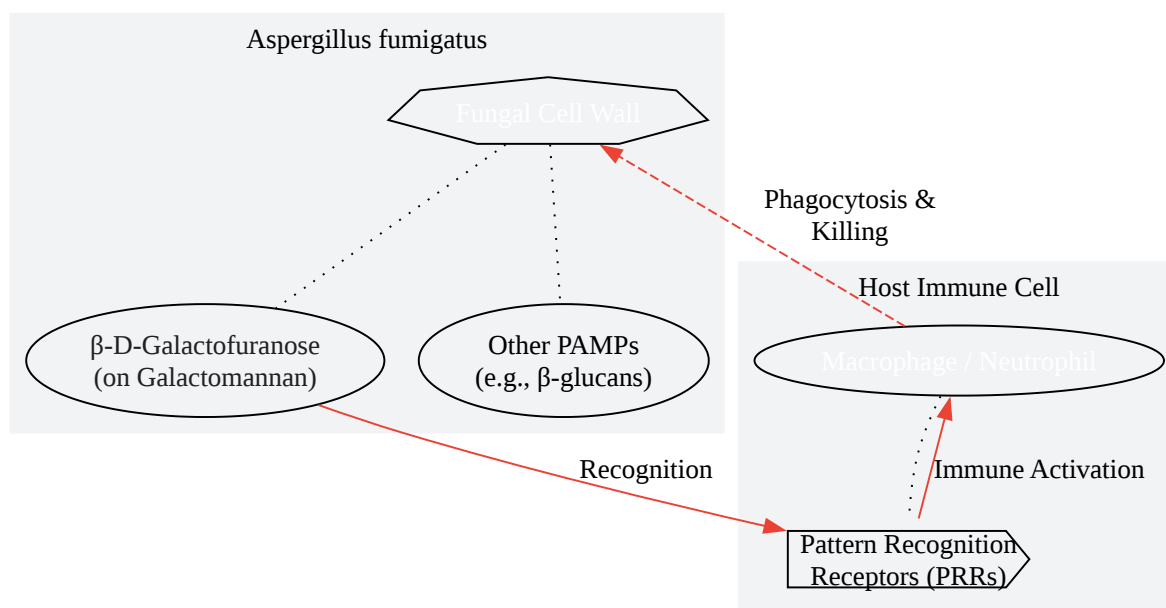 Aspergillus fumigatus
Fungal Cell Wall
Phagocytosis &
Killing
Host Immune Cell
β-D-Galactofuranose
(on Galactomannan)
Other PAMPs
(e.g., β-glucans)
Macrophage / Neutrophil
Recognition
Immune Activation
Pattern Recognition
Receptors (PRRs)